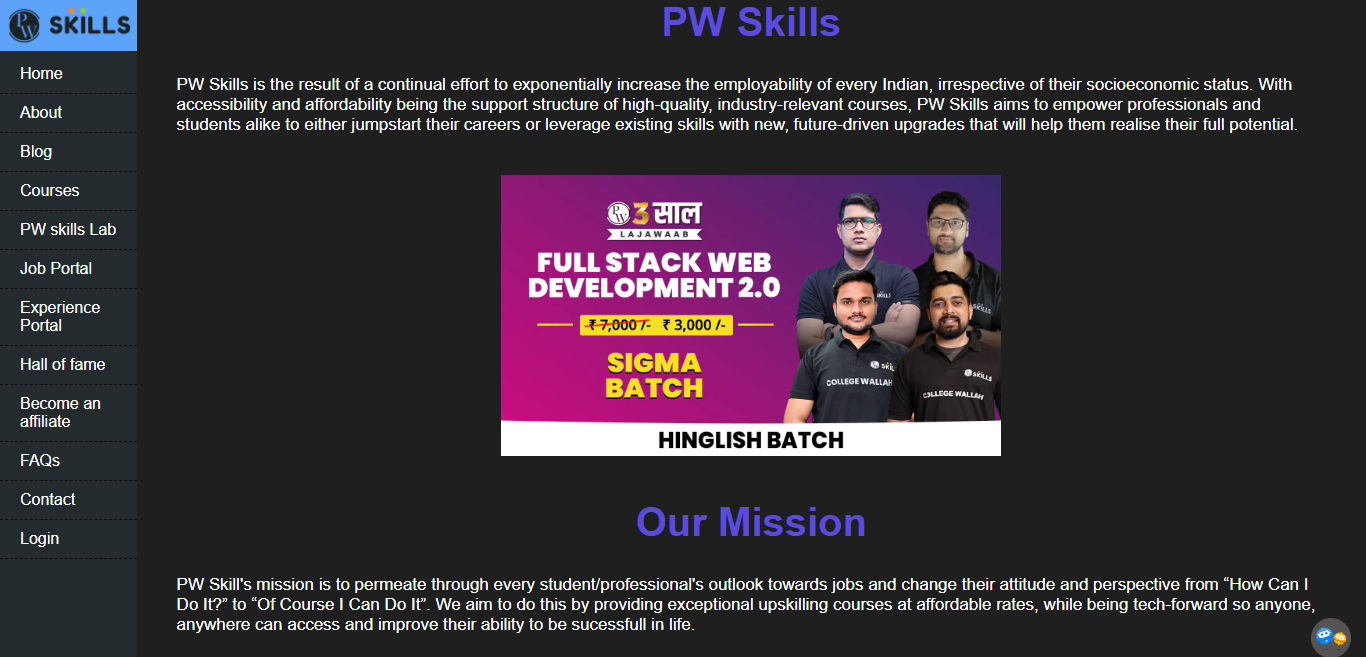 PW SKILLS
Home
About
Blog
Courses
PW skills Lab
Job Portal
Experience
Portal
Hall of fame
Become an
affiliate
FAQs
Contact
Login
PW Skills
PW Skills is the result of a continual effort to exponentially increase the employability of every Indian, irrespective of their socioeconomic status. With
accessibility and affordability being the support structure of high-quality, industry-relevant courses, PW Skills aims to empower professionals and
students alike to either jumpstart their careers or leverage existing skills with new, future-driven upgrades that will help them realise their full potential.
PW 3 साल
LAJAWAAB
FULL STACK WEB
DEVELOPMENT 2.0
₹ 7,000 /- ₹ 3,000 /-
SIGMA
BATCH
SKILLS
SKILLS
COLLEGE WALLAH
COLLEGE WALLAH
HINGLISH BATCH
Our Mission
PW Skill's mission is to permeate through every student/professional's outlook towards jobs and change their attitude and perspective from “How Can I
Do It?” to “Of Course I Can Do It”. We aim to do this by providing exceptional upskilling courses at affordable rates, while being tech-forward so anyone,
anywhere can access and improve their ability to be sucessfull in life.